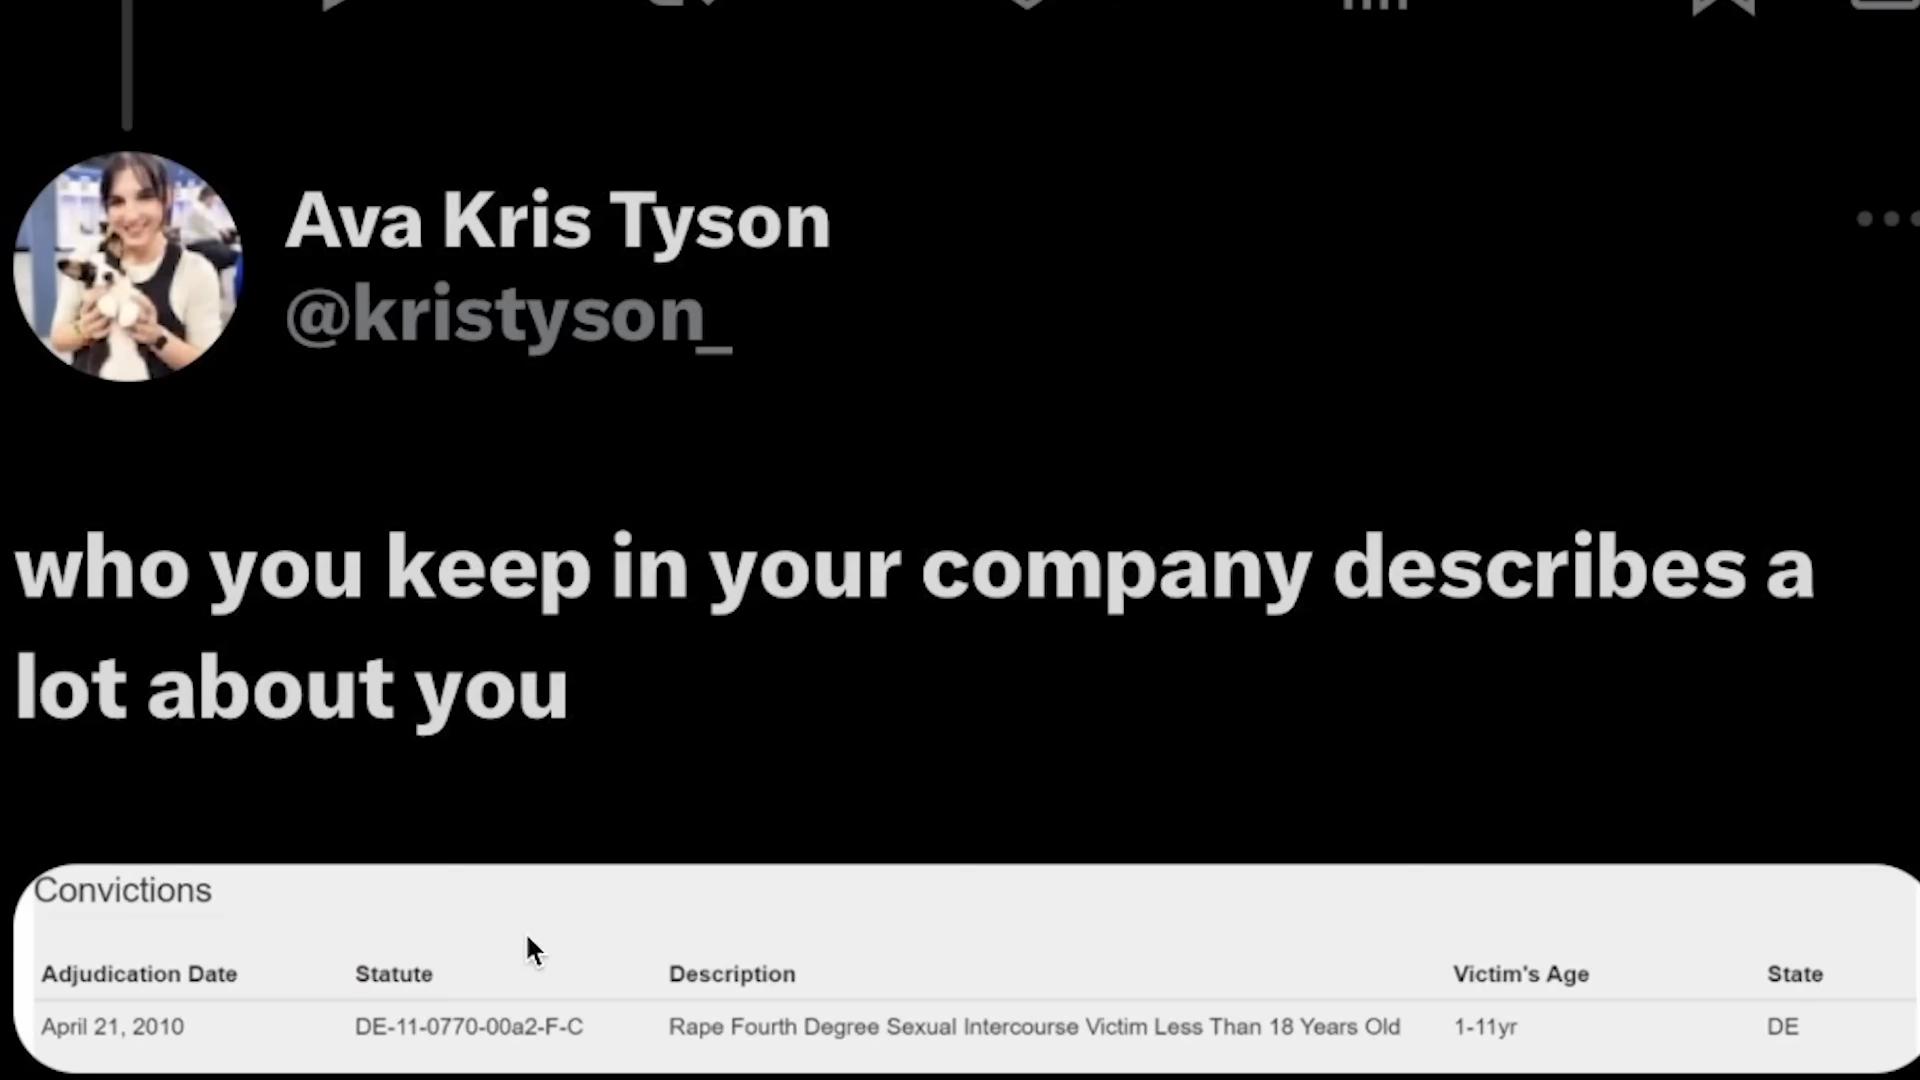 Ava Kris Tyson
@kristyson_
who you keep in your company describes a
lot about you
Convictions
Adjudication Date Statute Description Victim's Age State
April 21, 2010 DE-11-0770-00a2-F-C Rape Fourth Degree Sexual Intercourse Victim Less Than 18 Years Old 1-11yr DE